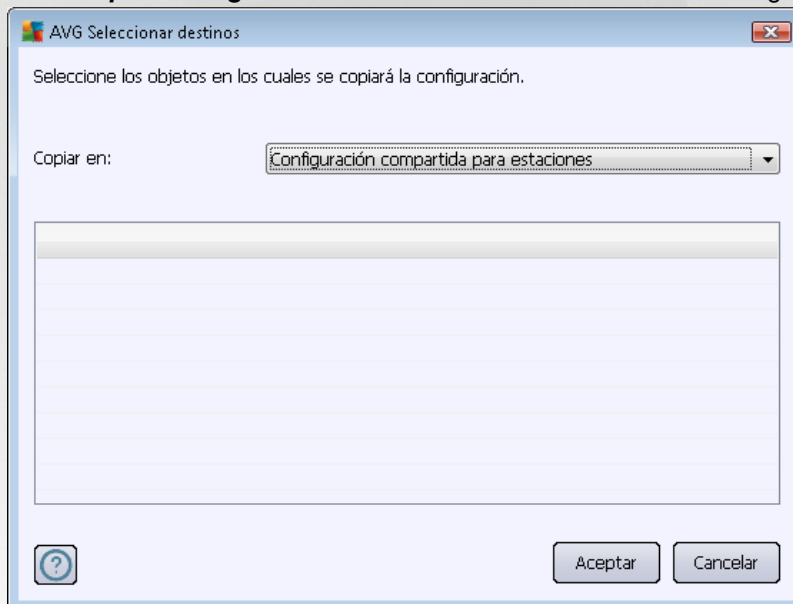 AVG Seleccionar destinos
Seleccione los objetos en los cuales se copiará la configuración.
Copiar en:
Configuración compartida para estaciones
?
Aceptar
Cancelar